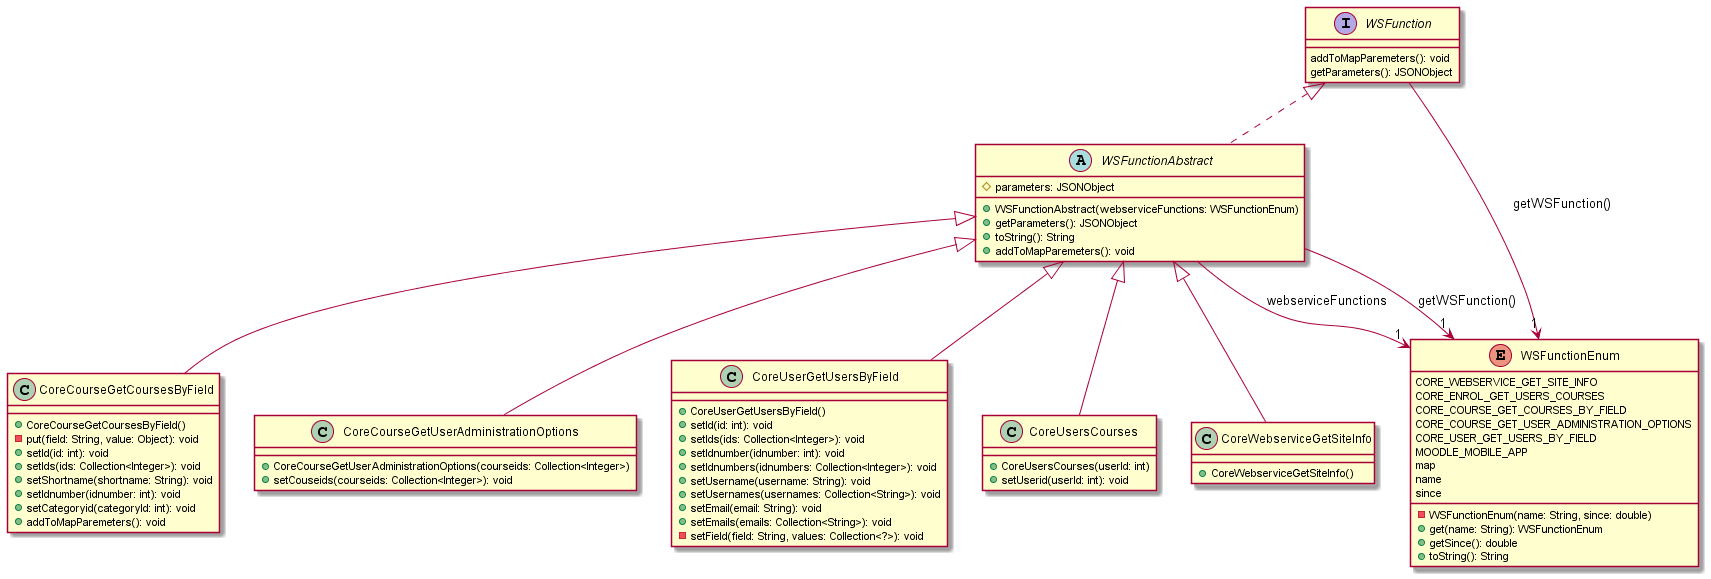 I WSFunction
addToMapParemeters(): void
getParameters(): JSONObject
getWSFunction()
1
A WSFunctionAbstract
parameters: JSONObject
WSFunctionAbstract(webserviceFunctions: WSFunctionEnum)
getParameters(): JSONObject
toString(): String
addToMapParemeters(): void
webserviceFunctions
1
getWSFunction()
1
C CoreCourseGetCoursesByField
CoreCourseGetCoursesByField()
put(field: String, value: Object): void
setId(id: int): void
setIds(ids: Collection<Integer>): void
setShortname(shortname: String): void
setIdnumber(idnumber: int): void
setCategoryid(categoryId: int): void
addToMapParemeters(): void
C CoreCourseGetUserAdministrationOptions
CoreCourseGetUserAdministrationOptions(courseids: Collection<Integer>)
setCouseids(courseids: Collection<Integer>): void
C CoreUserGetUsersByField
CoreUserGetUsersByField()
setId(id: int): void
setIds(ids: Collection<Integer>): void
setIdnumber(idnumber: int): void
setIdnumbers(idnumbers: Collection<Integer>): void
setUsername(username: String): void
setUsernames(usernames: Collection<String>): void
setEmail(email: String): void
setEmails(emails: Collection<String>): void
setField(field: String, values: Collection<?>): void
C CoreUsersCourses
CoreUsersCourses(userId: int)
setUserid(userId: int): void
C CoreWebserviceGetSiteInfo
CoreWebserviceGetSiteInfo()
E WSFunctionEnum
CORE_WEBSERVICE_GET_SITE_INFO
CORE_ENROL_GET_USERS_COURSES
CORE_COURSE_GET_COURSES_BY_FIELD
CORE_COURSE_GET_USER_ADMINISTRATION_OPTIONS
CORE_USER_GET_USERS_BY_FIELD
MOODLE_MOBILE_APP
map
name
since
WSFunctionEnum(name: String, since: double)
get(name: String): WSFunctionEnum
getSince(): double
toString(): String